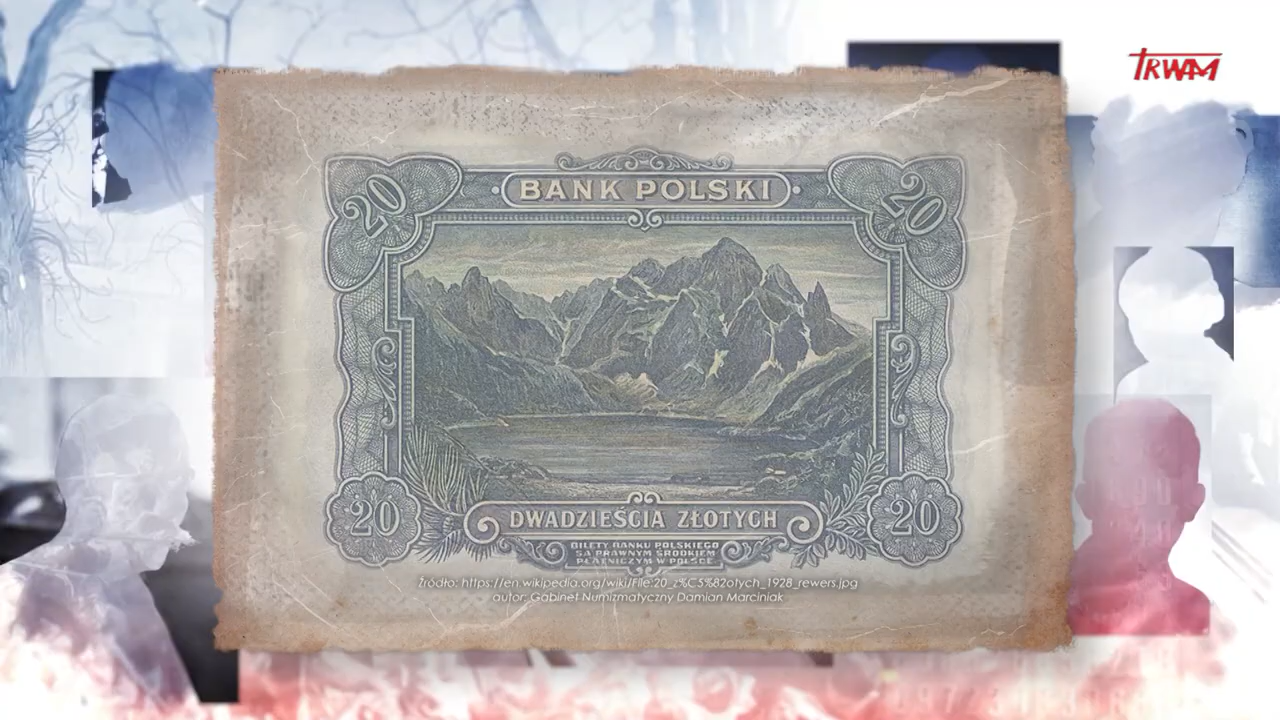 TRWAM
20
BANK POLSKI
20
20
DWADZIEŚCIA ZŁOTYCH
20
BILETY BANKU POLSKIEGO
SĄ PRAWNYM ŚRODKIEM
PŁATNICZYM W POLSCE
źródło: https://en.wikipedia.org/wiki/File:20_z%C5%82otych_1928_rewers.jpg
autor: Gabinet Numizmatyczny Damian Marciniak